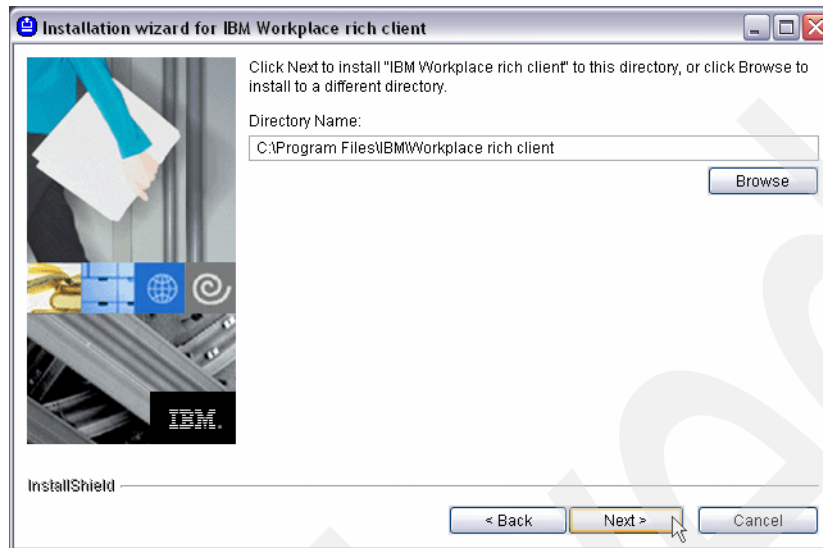 Installation wizard for IBM Workplace rich client
Click Next to install "IBM Workplace rich client" to this directory, or click Browse to
install to a different directory.
Directory Name:
C:\Program Files\IBM\Workplace rich client
Browse
IBM.
InstallShield
< Back
Next >
Cancel